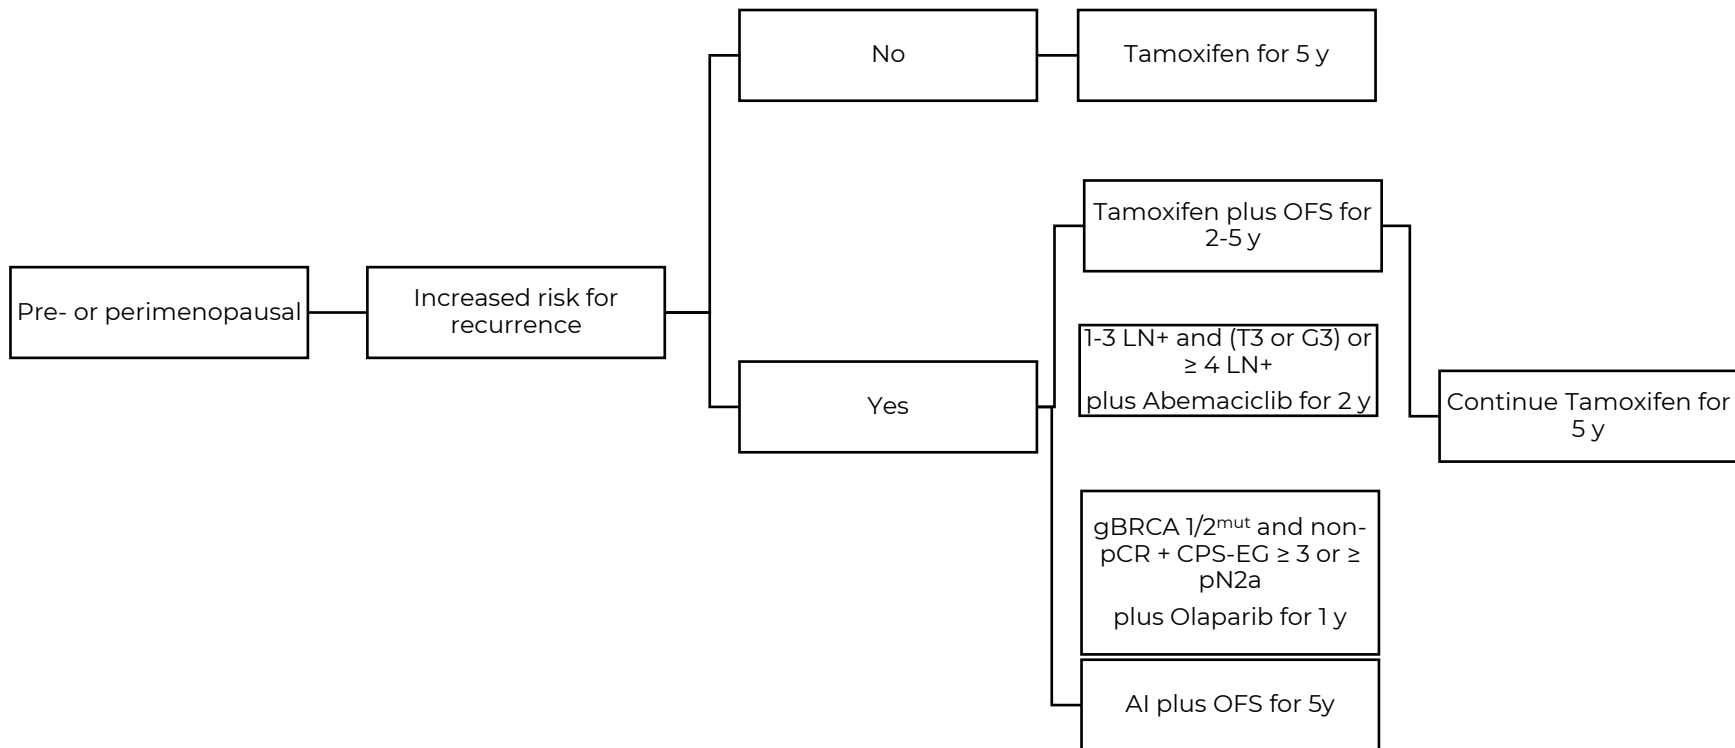 No
Tamoxifen for 5 y
Tamoxifen plus OFS for
2-5 y
Pre- or perimenopausal
Increased risk for
recurrence
1-3 LN+ and (T3 or G3) or
≥ 4 LN+
plus Abemaciclib for 2 y
Yes
Continue Tamoxifen for
5 y
gBRCA 1/2ᵐᵘᵗ and non-
pCR + CPS-EG ≥ 3 or ≥
pN2a
plus Olaparib for 1 y
AI plus OFS for 5y